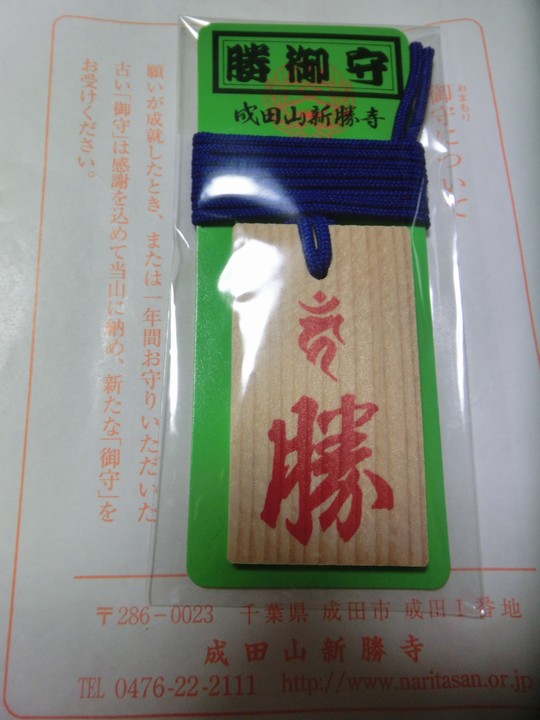 勝御守
成田山新勝寺
勝
おまもり
御守について
願いが成就したとき、または一年間お守りいただいた
古い「御守」は感謝を込めて当山に納め、新たな「御守」を
お受けください。
〒286-0023 千葉県 成田市 成田1番地
成田山新勝寺
TEL 0476-22-2111 http://www.naritasan.or.jp